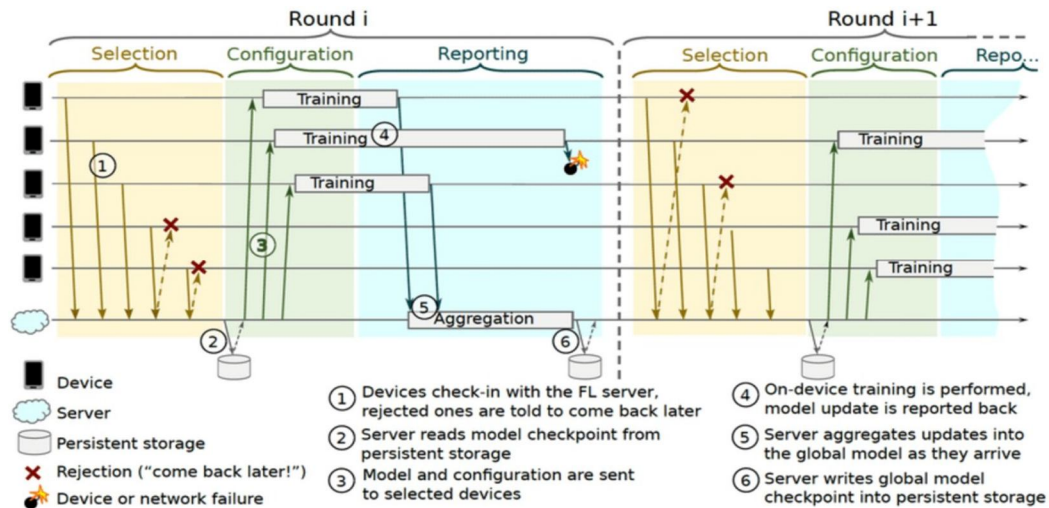 Round i
Round i+1
Selection
Configuration
Reporting
Selection
Configuration
Repo...
Training
Training
4
Training
1
3
2
5
Aggregation
6
Training
Training
Training
Device
Server
Persistent storage
Rejection (“come back later!”)
Device or network failure
1 Devices check-in with the FL server,
rejected ones are told to come back later
2 Server reads model checkpoint from
persistent storage
3 Model and configuration are sent
to selected devices
4 On-device training is performed,
model update is reported back
5 Server aggregates updates into
the global model as they arrive
6 Server writes global model
checkpoint into persistent storage